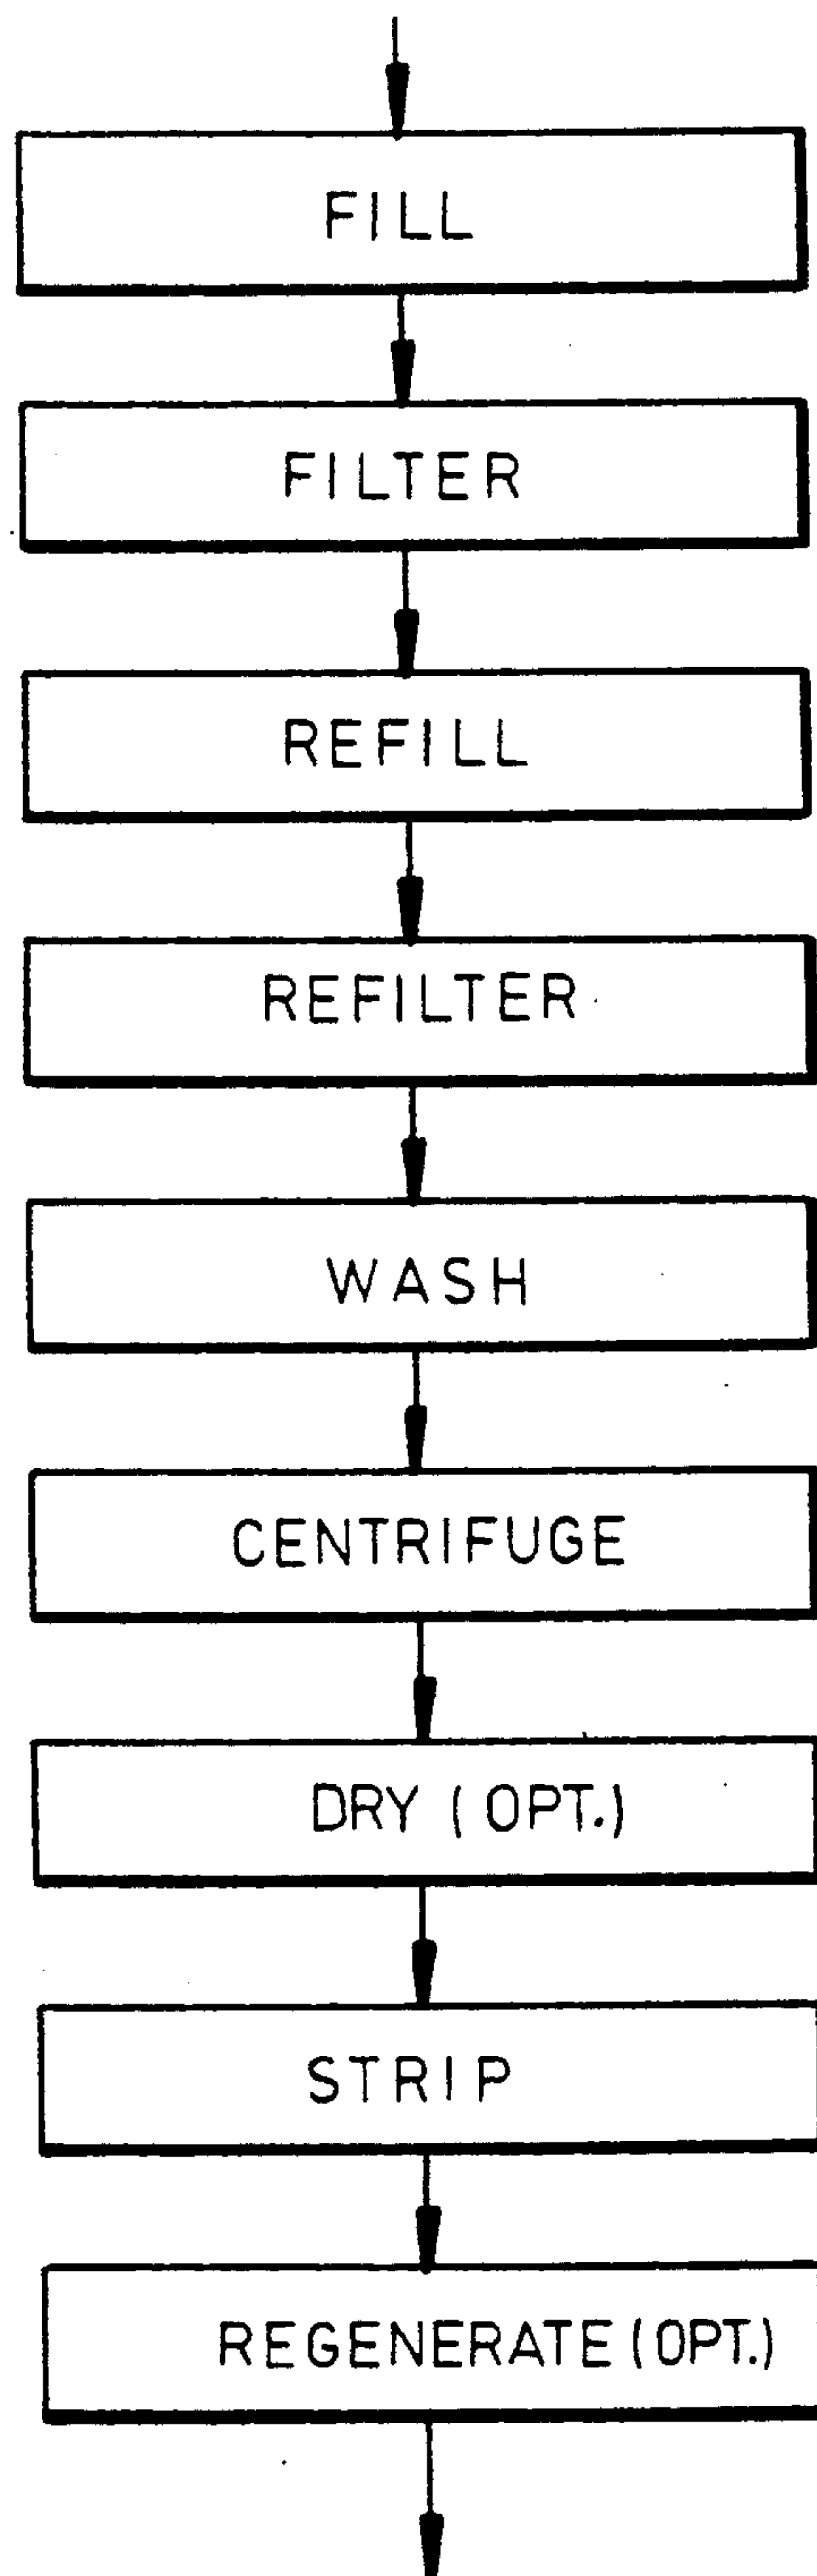 FILL
FILTER
REFILL
REFILTER
WASH
CENTRIFUGE
DRY (OPT.)
STRIP
REGENERATE (OPT.)